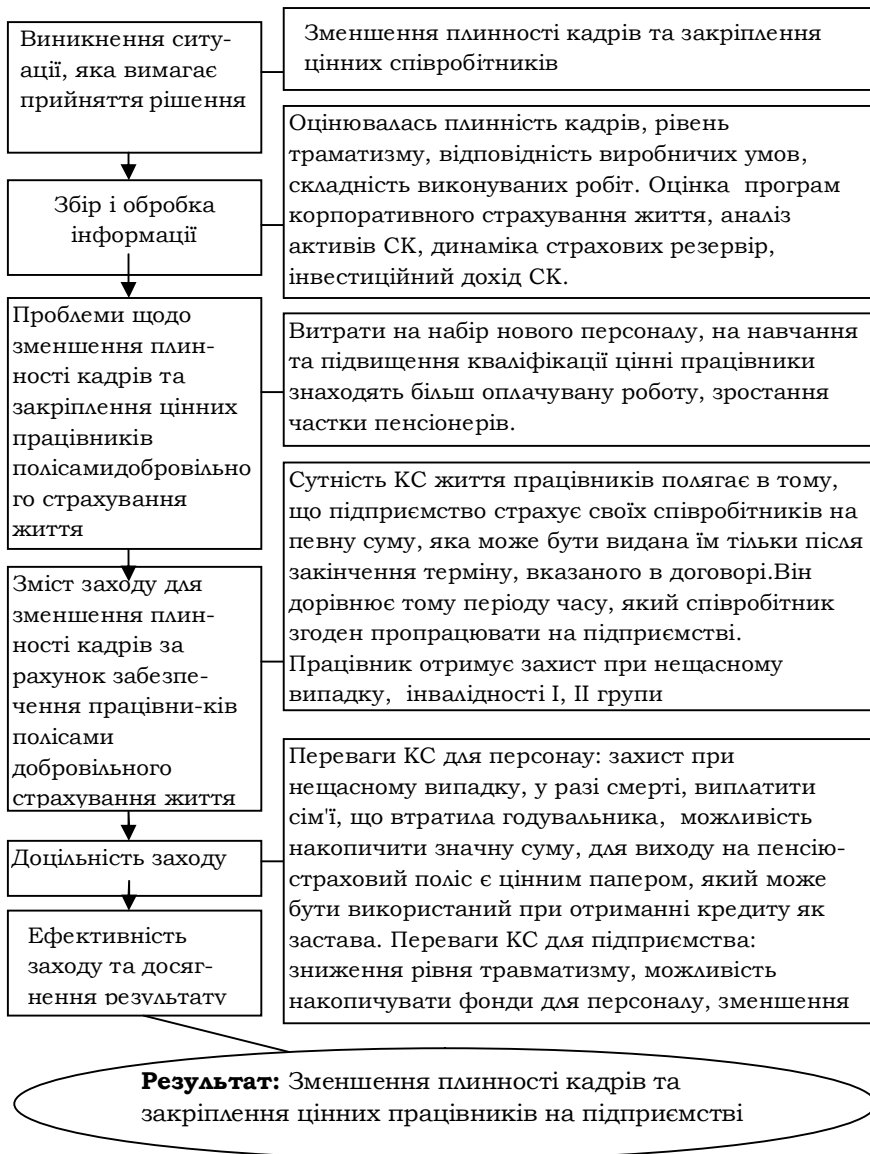 Виникнення ситу-
ації, яка вимагає
прийняття рішення
Зменшення плинності кадрів та закріплення
цінних співробітників
Збір і обробка
інформації
Оцінювалась плинність кадрів, рівень
траматизму, відповідність виробничих умов,
складність виконуваних робіт. Оцінка програм
корпоративного страхування життя, аналіз
активів СК, динаміка страхових резервір,
інвестиційний дохід СК.
Проблеми щодо
зменшення плин-
ності кадрів та
закріплення цінних
працівників
полісамидобровільно
го страхування
життя
Витрати на набір нового персоналу, на навчання
та підвищення кваліфікації цінні працівники
знаходять більш оплачувану роботу, зростання
частки пенсіонерів.
Зміст заходу для
зменшення плин-
ності кадрів за
рахунок забезпе-
чення працівни-ків
полісами
добровільного
страхування життя
Сутність КС життя працівників полягає в тому,
що підприємство страхує своїх співробітників на
певну суму, яка може бути видана їм тільки після
закінчення терміну, вказаного в договорі.Він
дорівнює тому періоду часу, який співробітник
згоден пропрацювати на підприємстві.
Працівник отримує захист при нещасному
випадку, інвалідності І, ІІ групи
Доцільність заходу
Переваги КС для персонау: захист при
нещасному випадку, у разі смерті, виплатити
сім'ї, що втратила годувальника, можливість
накопичити значну суму, для виходу на пенсію-
страховий поліс є цінним папером, який може
бути використаний при отриманні кредиту як
застава. Переваги КС для підприємства:
зниження рівня травматизму, можливість
накопичувати фонди для персоналу, зменшення
Ефективність
заходу та досяг-
нення результату
Результат: Зменшення плинності кадрів та
закріплення цінних працівників на підприємстві